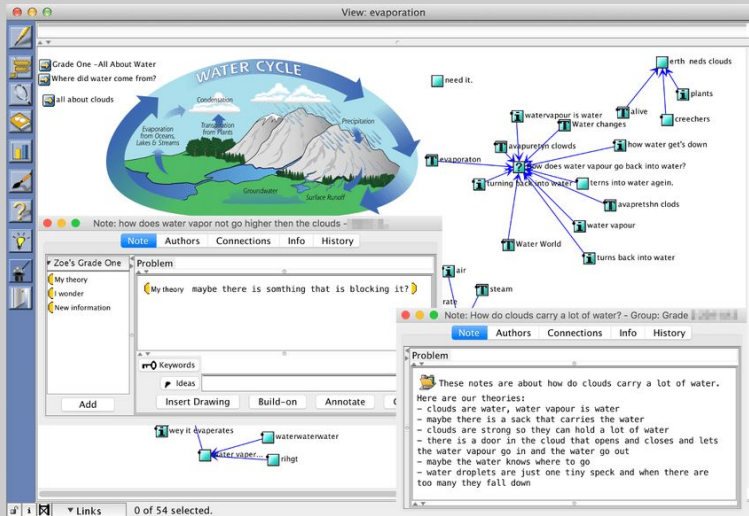 View: evaporation
Grade One -All About Water
Where did water come from?
all about clouds
WATER CYCLE
Condensation
Precipitation
Transpiration
from Plants
Evaporation
from Oceans,
Lakes & Streams
Groundwater
Surface Runoff
need it.
erth neds clouds
plants
alive
creechers
watervapour is water
Water changes
avapuretyn clowds
how water get's down
evaporaton
how does water vapour go back into water?
turning back into water
terns into water agein.
avapretshn clods
water vapour
Water World
turns back into water
air
steam
rate
Note: how does water vapor not go higher then the clouds -
Note
Authors
Connections
Info
History
Zoe's Grade One
My theory
I wonder
New information
Add
Problem
My theory maybe there is somthing that is blocking it?
Keywords
Ideas
Insert Drawing
Build-on
Annotate
Note: How do clouds carry a lot of water? - Group: Grade
Note
Authors
Connections
Info
History
Problem
These notes are about how do clouds carry a lot of water.
Here are our theories:
- clouds are water, water vapour is water
- maybe there is a sack that carries the water
- clouds are strong so they can hold a lot of water
- there is a door in the cloud that opens and closes and lets
the water vapour go in and the water go out
- maybe the water knows where to go
- water droplets are just one tiny speck and when there are
too many they fall down
wey it evaperates
waterwaterwater
water vaper...
rihgt
Links
0 of 54 selected.